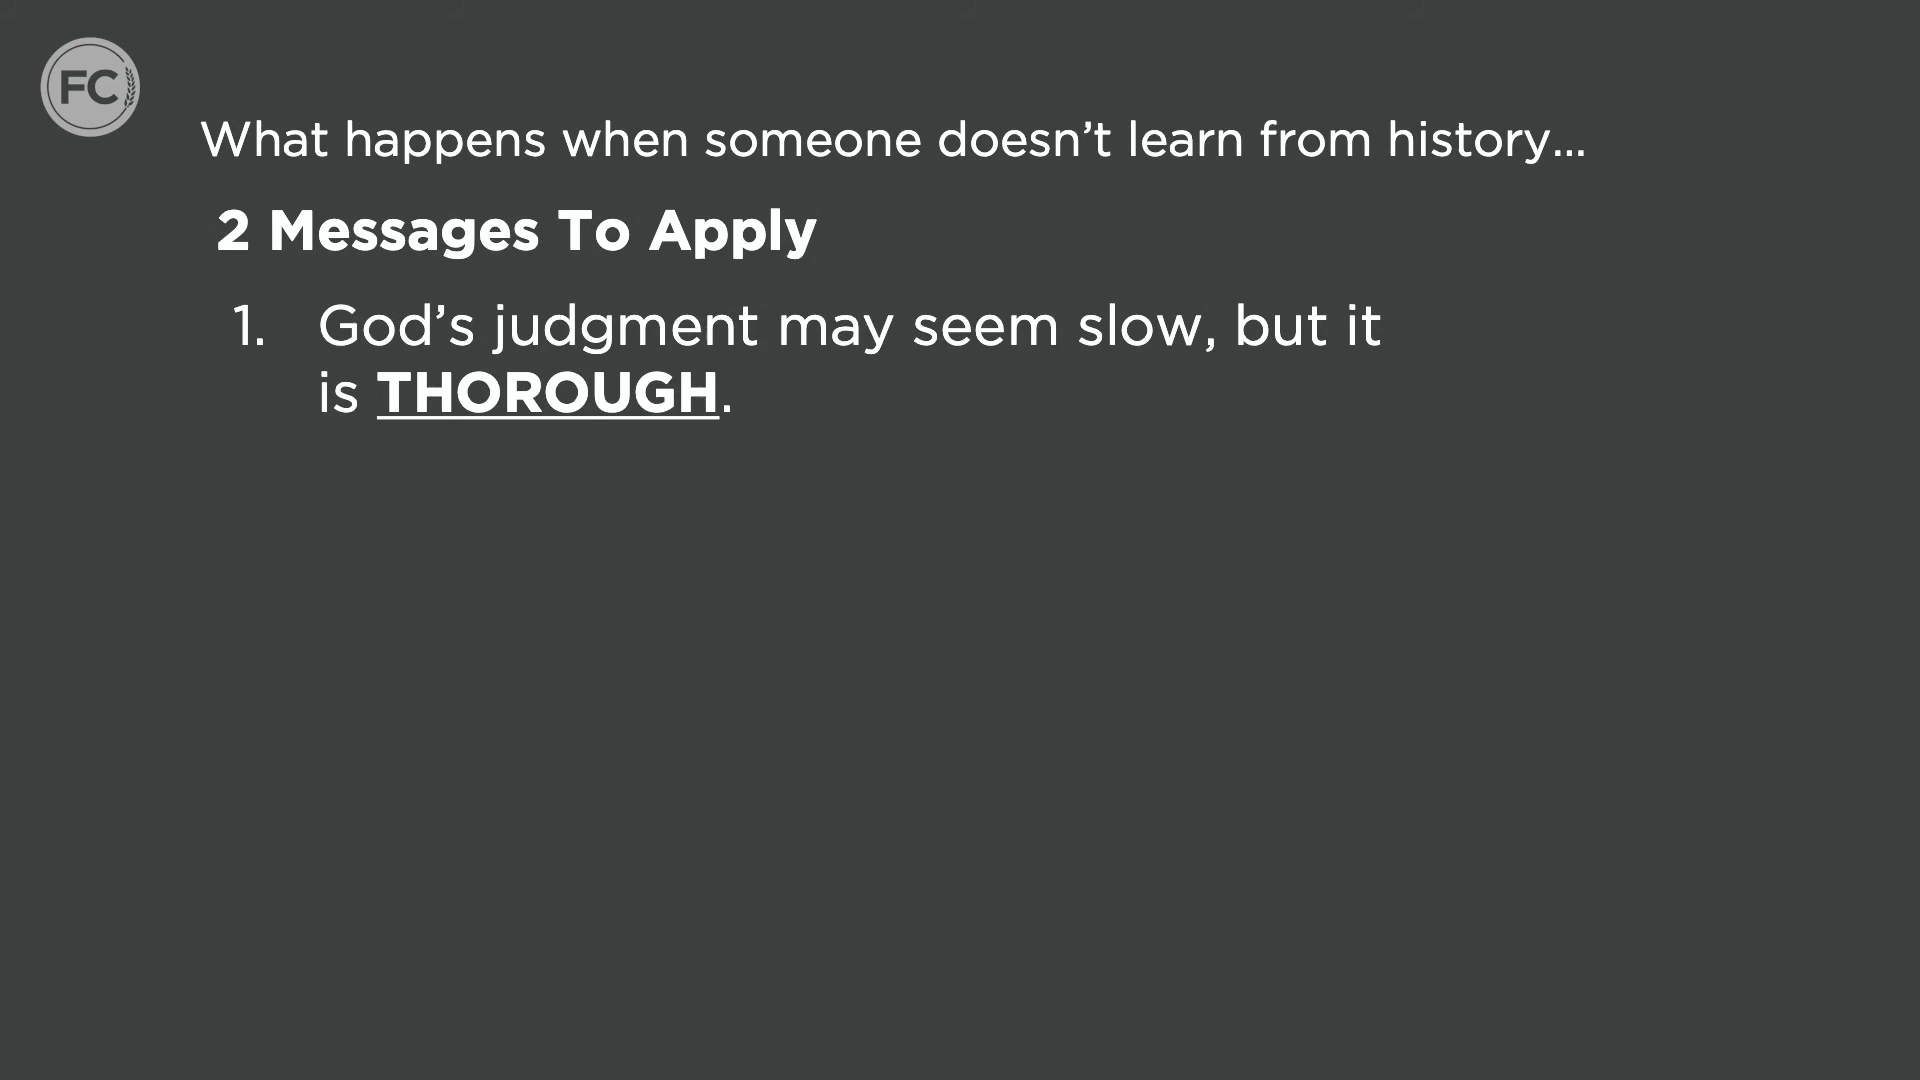 FC
What happens when someone doesn’t learn from history...
2 Messages To Apply
1. God’s judgment may seem slow, but it
is THOROUGH.